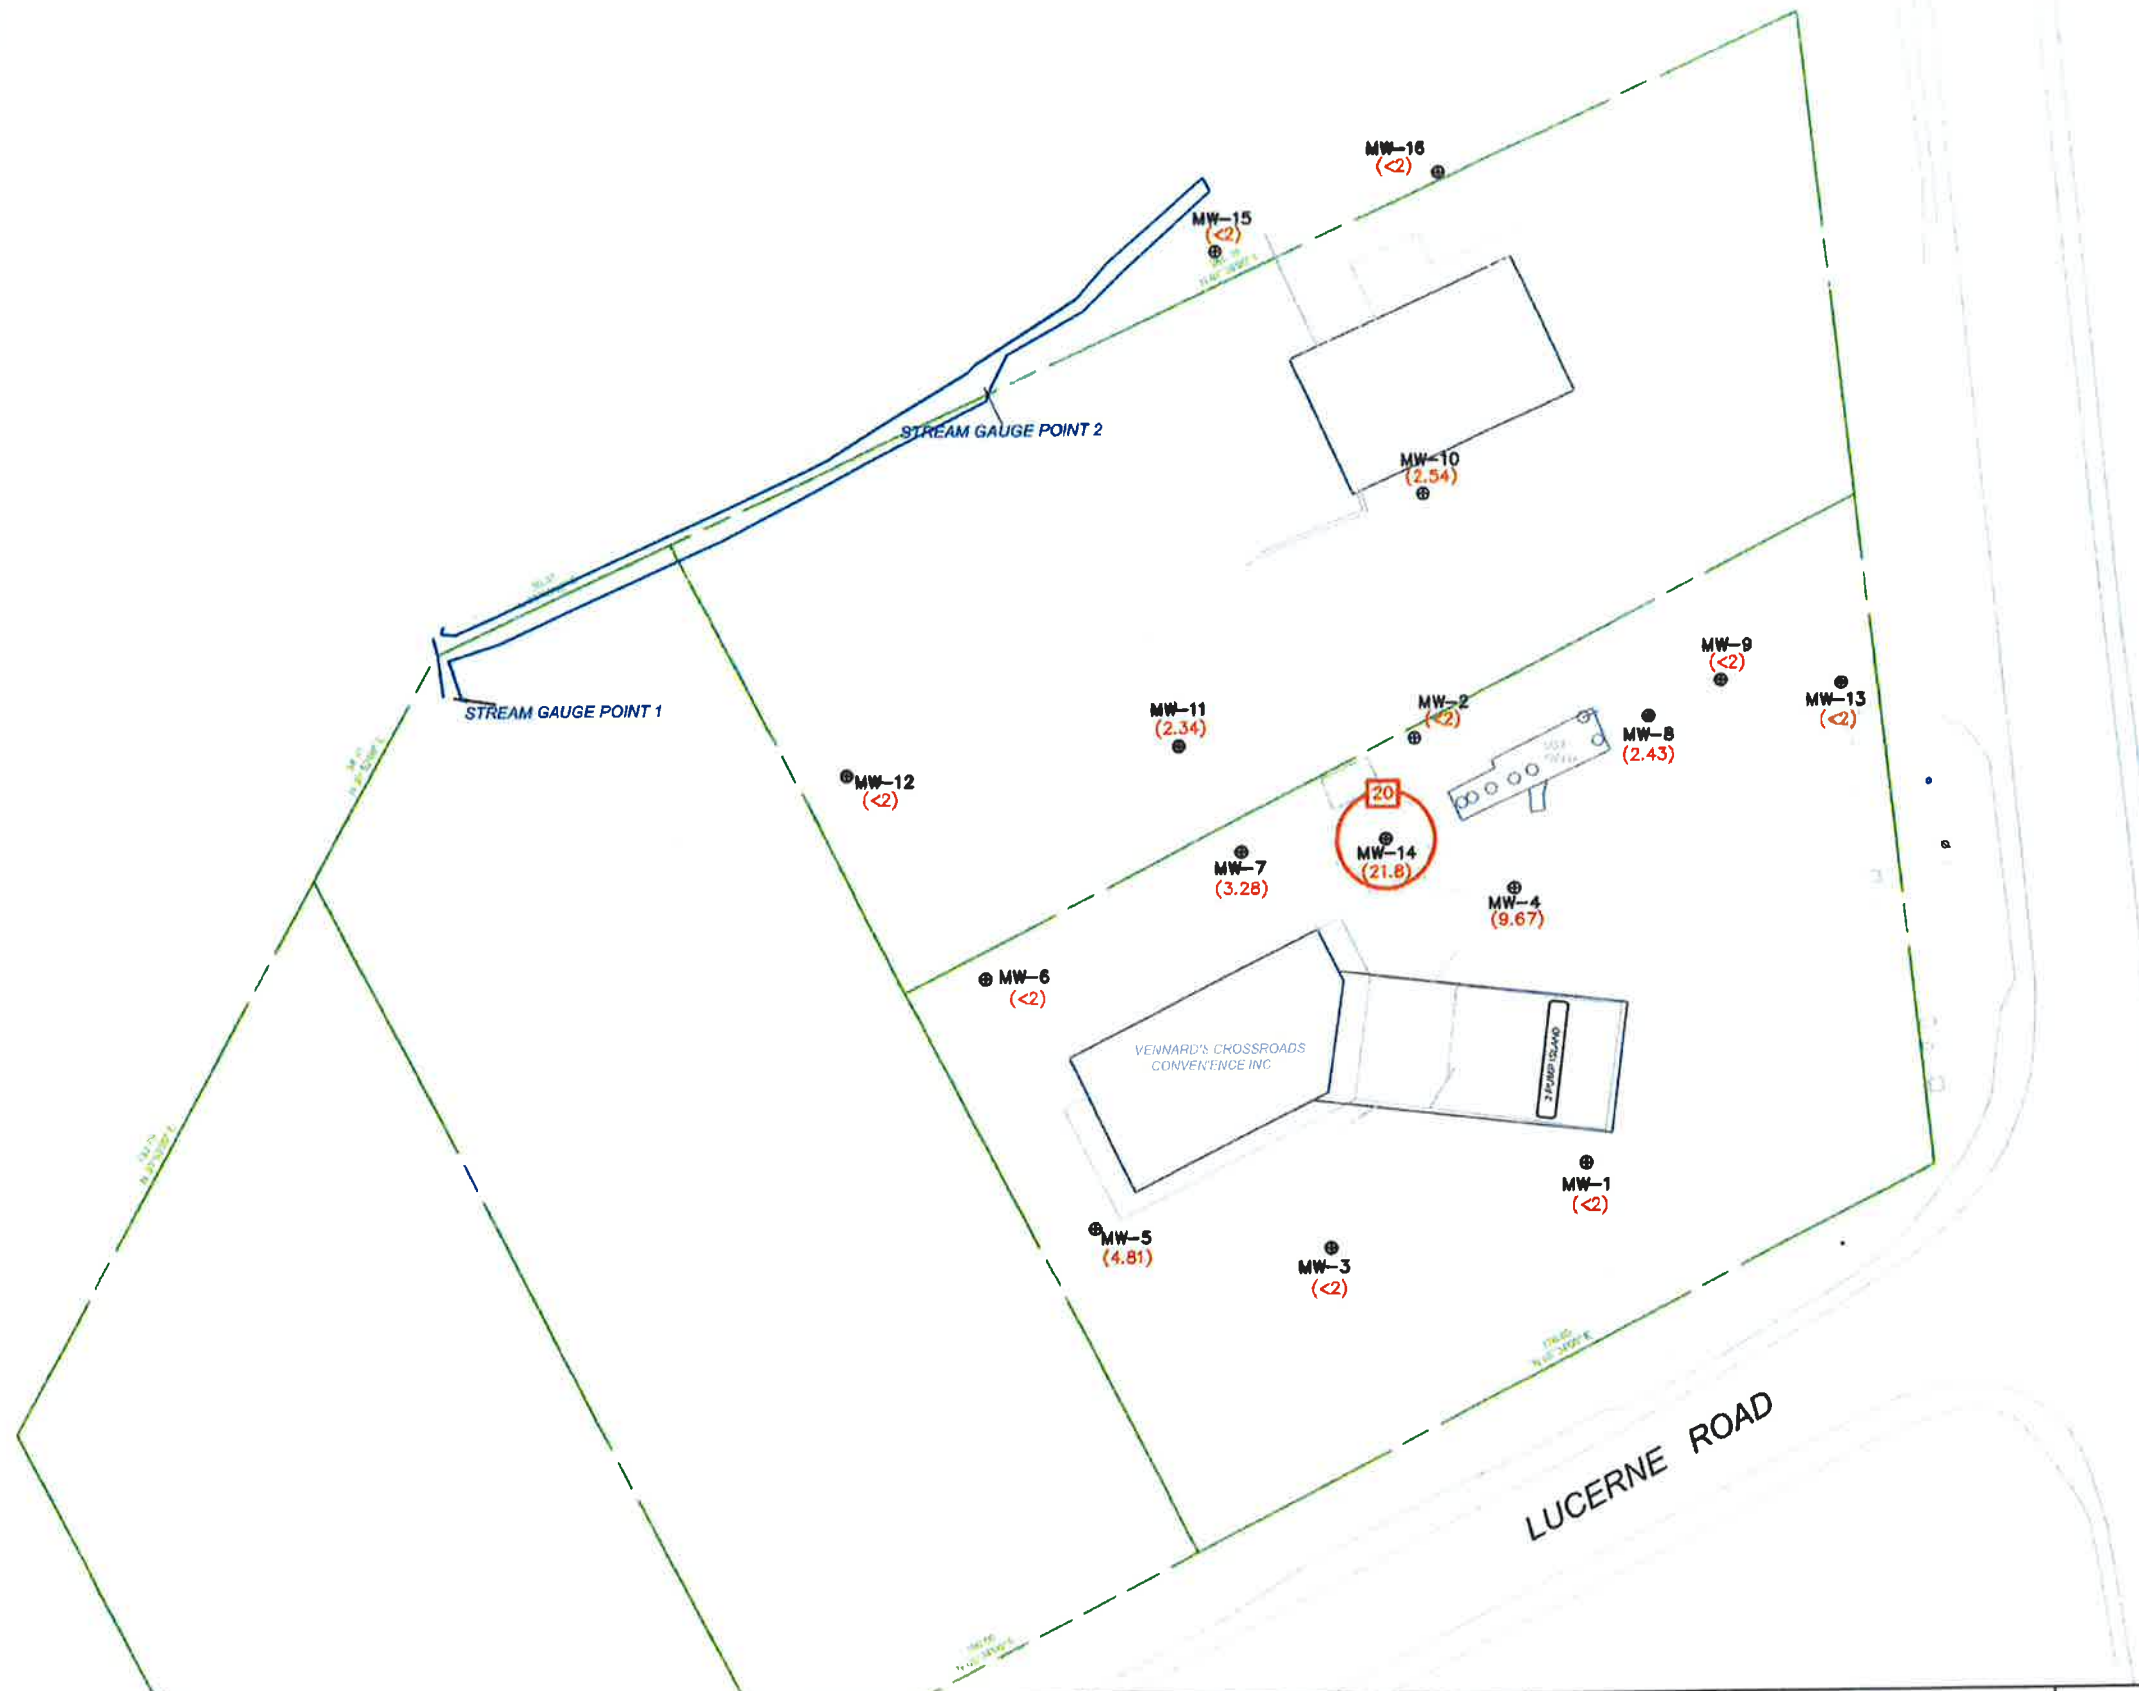 MW-16
(<2)
MW-15
(<2)
STREAM GAUGE POINT 2
MW-10
(2.54)
STREAM GAUGE POINT 1
MW-9
(<2)
MW-11
(2.34)
MW-2
(<2)
MW-13
(<2)
MW-8
(2.43)
MW-12
(<2)
20
MW-14
(21.8)
MW-7
(3.28)
MW-4
(9.67)
MW-6
(<2)
VENNARD'S CROSSROADS
CONVENIENCE INC
2 PUMP ISLAND
MW-1
(<2)
MW-5
(4.81)
MW-3
(<2)
LUCERNE ROAD